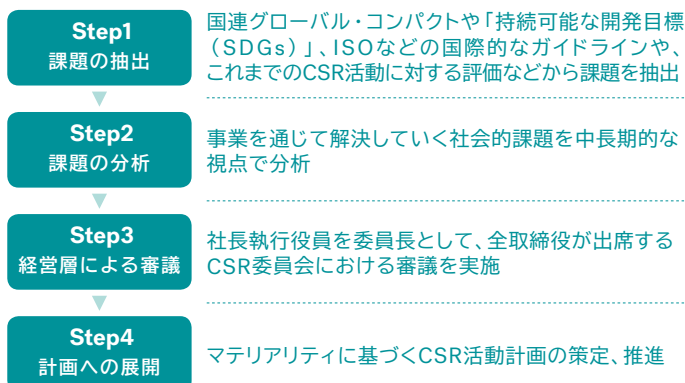 Step1
課題の抽出
国連グローバル・コンパクトや「持続可能な開発目標
（SDGs）」、ISOなどの国際的なガイドラインや、
これまでのCSR活動に対する評価などから課題を抽出
Step2
課題の分析
事業を通じて解決していく社会的課題を中長期的な
視点で分析
Step3
経営層による審議
社長執行役員を委員長として、全取締役が出席する
CSR委員会における審議を実施
Step4
計画への展開
マテリアリティに基づくCSR活動計画の策定、推進